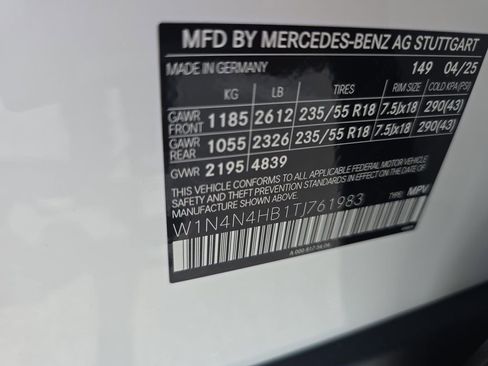 MFD BY MERCEDES-BENZ AG STUTTGART
MADE IN GERMANY 149 04/25
KG LB TIRES RIM SIZE COLD KPA(PSI)
GAWR FRONT 1185 2612 235/55 R18 7.5Jx18 290(43)
GAWR REAR 1055 2326 235/55 R18 7.5Jx18 290(43)
GVWR 2195 4839
THIS VEHICLE CONFORMS TO ALL APPLICABLE FEDERAL MOTOR VEHICLE
SAFETY AND THEFT PREVENTION STANDARDS IN EFFECT ON THE DATE OF
MANUFACTURE SHOWN ABOVE.
W1N4N4HB1TJ761983 TYPE: MPV